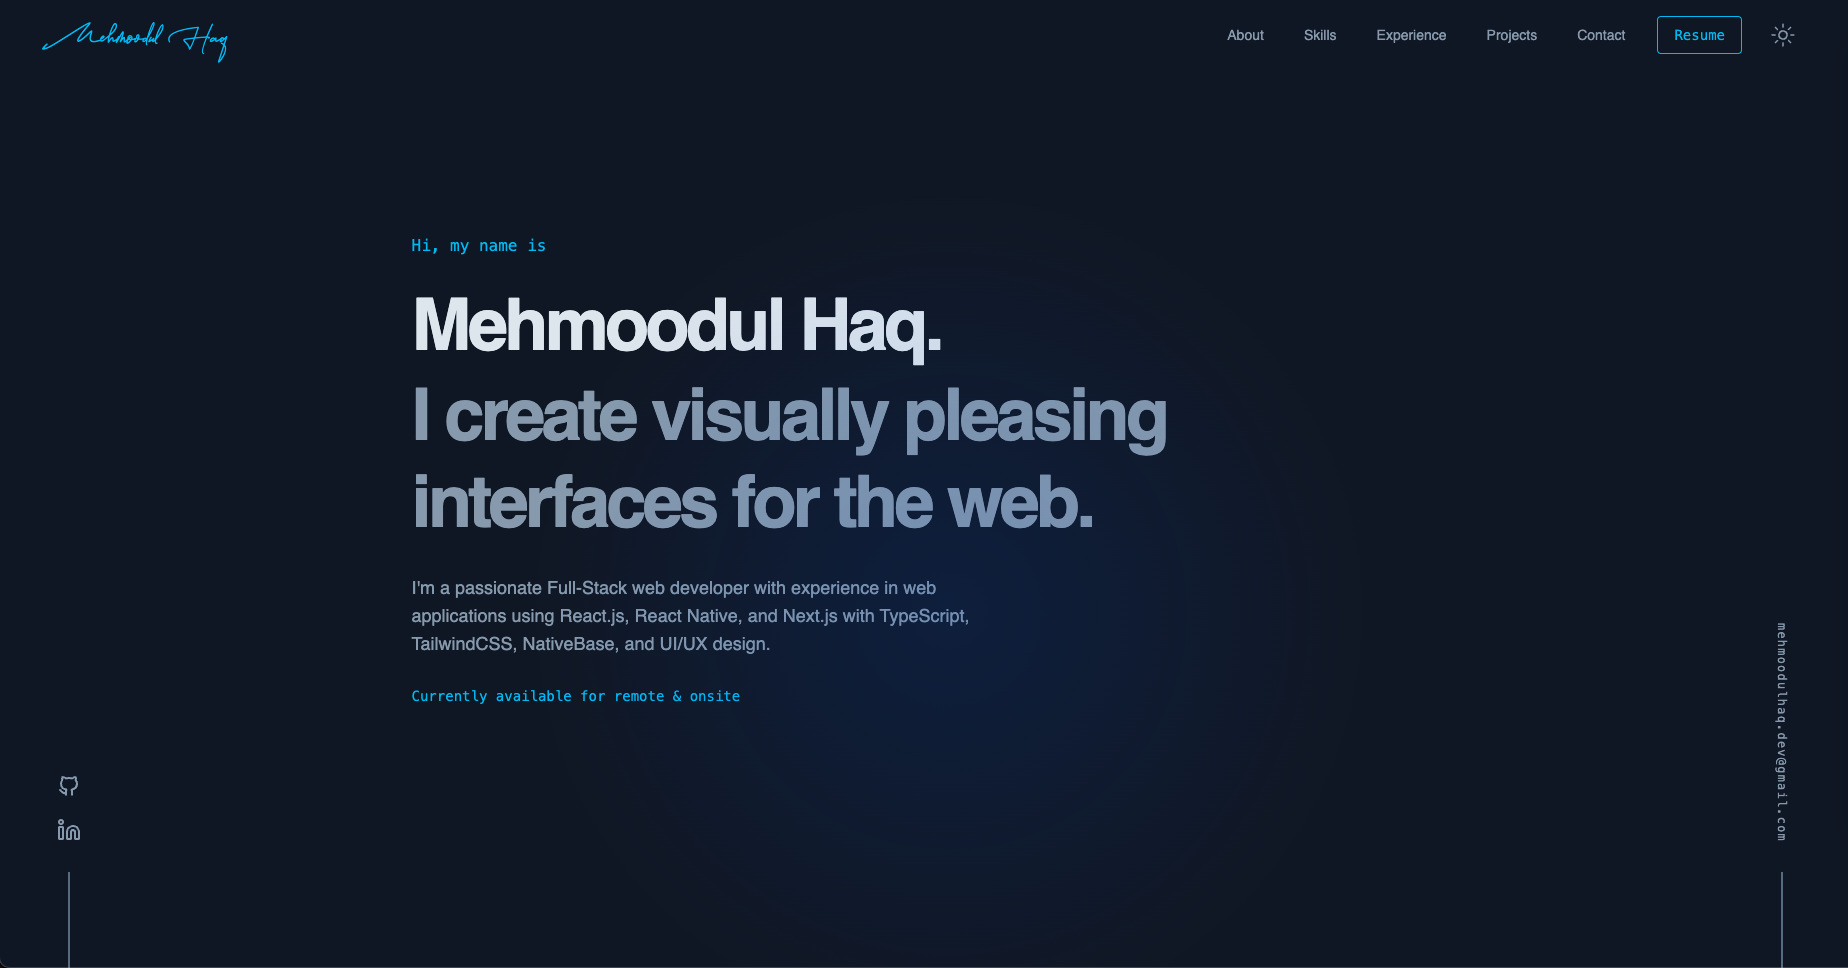 Mehmoodul Haq
About
Skills
Experience
Projects
Contact
Resume
Hi, my name is
Mehmoodul Haq.
I create visually pleasing
interfaces for the web.
I'm a passionate Full-Stack web developer with experience in web
applications using React.js, React Native, and Next.js with TypeScript,
TailwindCSS, NativeBase, and UI/UX design.
Currently available for remote & onsite
in
mehmoodulhaq.dev@gmail.com